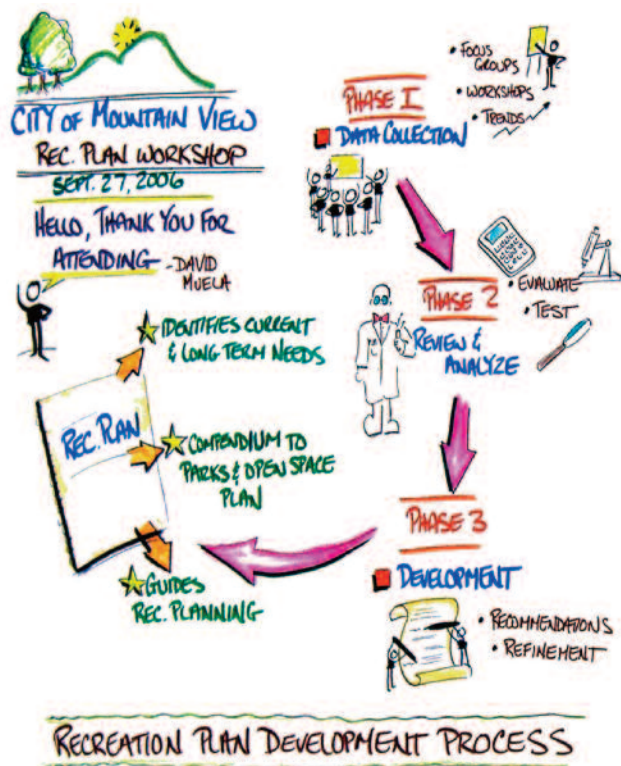 CITY OF MOUNTAIN VIEW
REC. PLAN WORKSHOP
SEPT. 27, 2006
HELLO, THANK YOU FOR
ATTENDING -DAVID
MUELA
IDENTIFIES CURRENT
& LONG TERM NEEDS
REC. PLAN
COMPENDIUM TO
PARKS & OPEN SPACE
PLAN
GUIDES
REC. PLANNING
PHASE I
DATA COLLECTION
• FOCUS
GROUPS
• WORKSHOPS
• TRENDS
PHASE 2
REVIEW &
ANALYZE
• EVALUATE
• TEST
PHASE 3
DEVELOPMENT
• RECOMMENDATIONS
• REFINEMENT
RECREATION PLAN DEVELOPMENT PROCESS